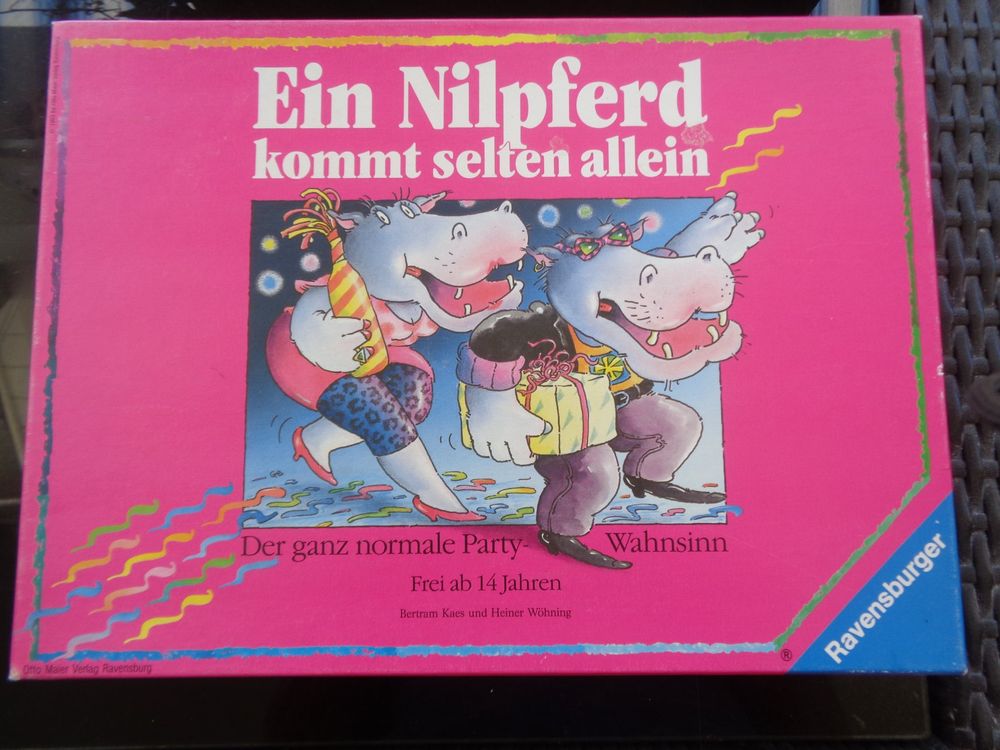 Ein Nilpferd
kommt selten allein
Der ganz normale Party-Wahnsinn
Frei ab 14 Jahren
Bertram Kaes und Heiner Wöhning
Otto Maier Verlag Ravensburg
®
Ravensburger